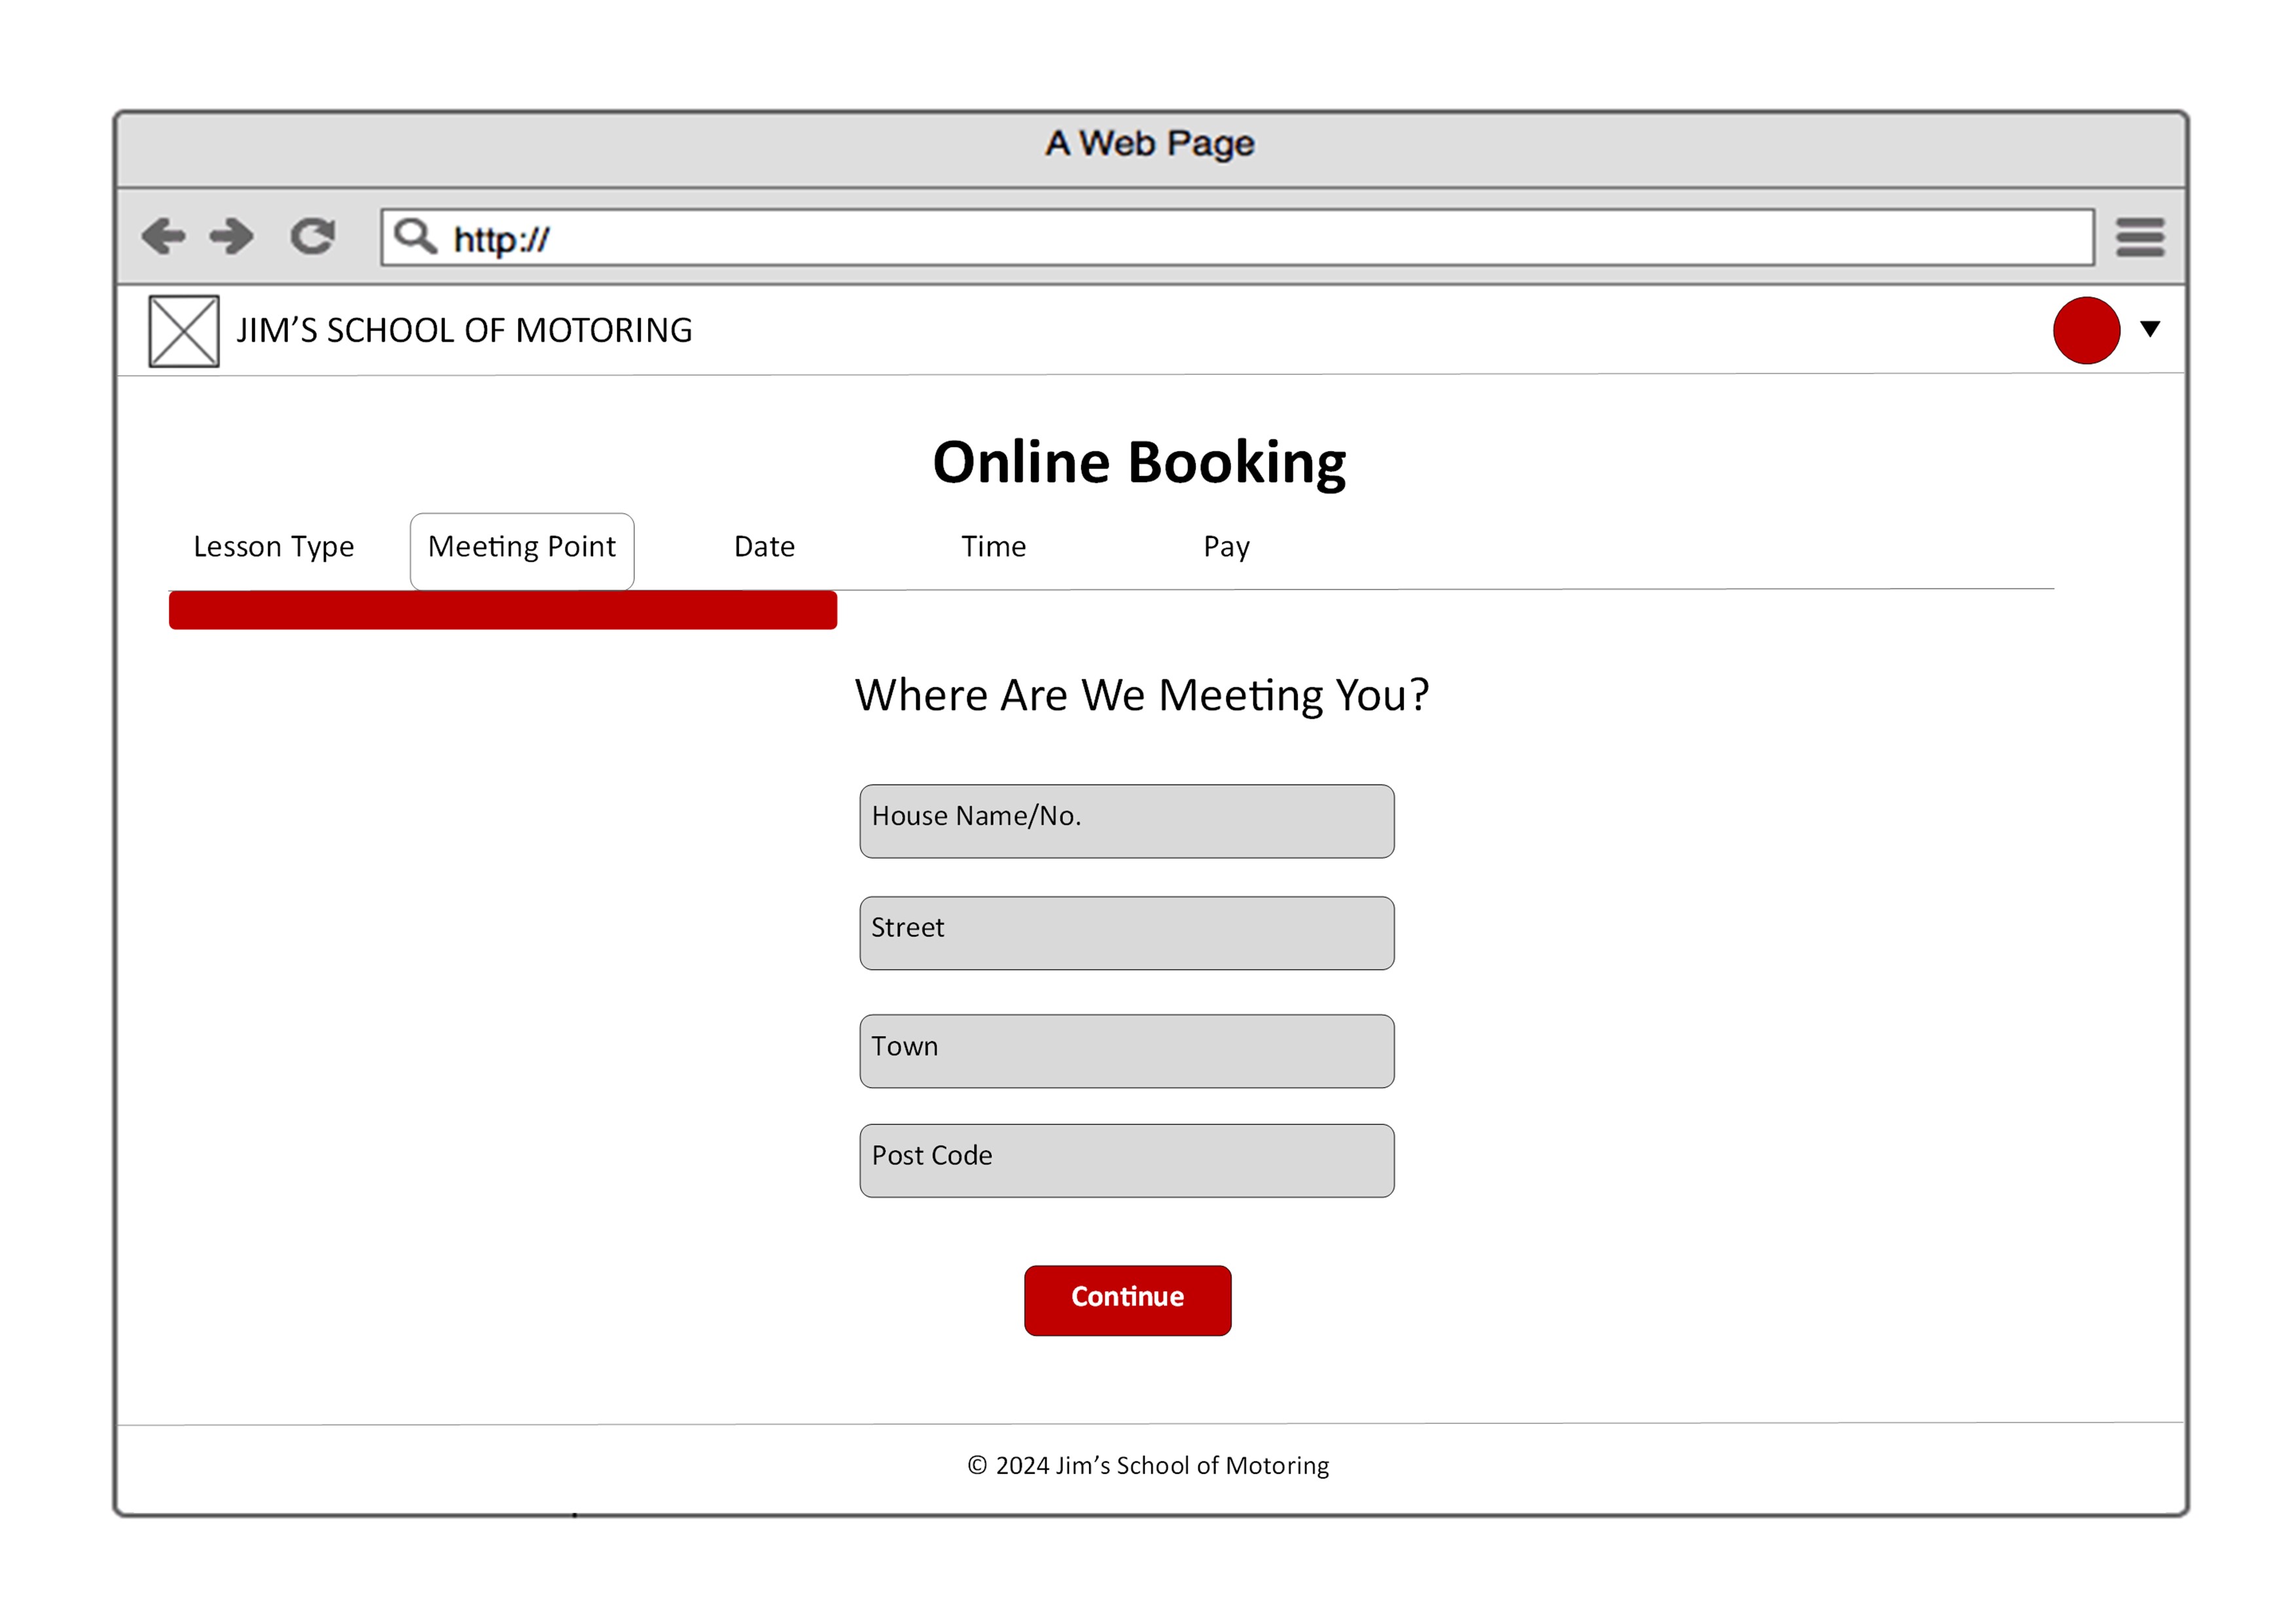 A Web Page
http://
JIM’S SCHOOL OF MOTORING
Online Booking
Lesson Type Meeting Point Date Time Pay
Where Are We Meeting You?
House Name/No.
Street
Town
Post Code
Continue
© 2024 Jim’s School of Motoring